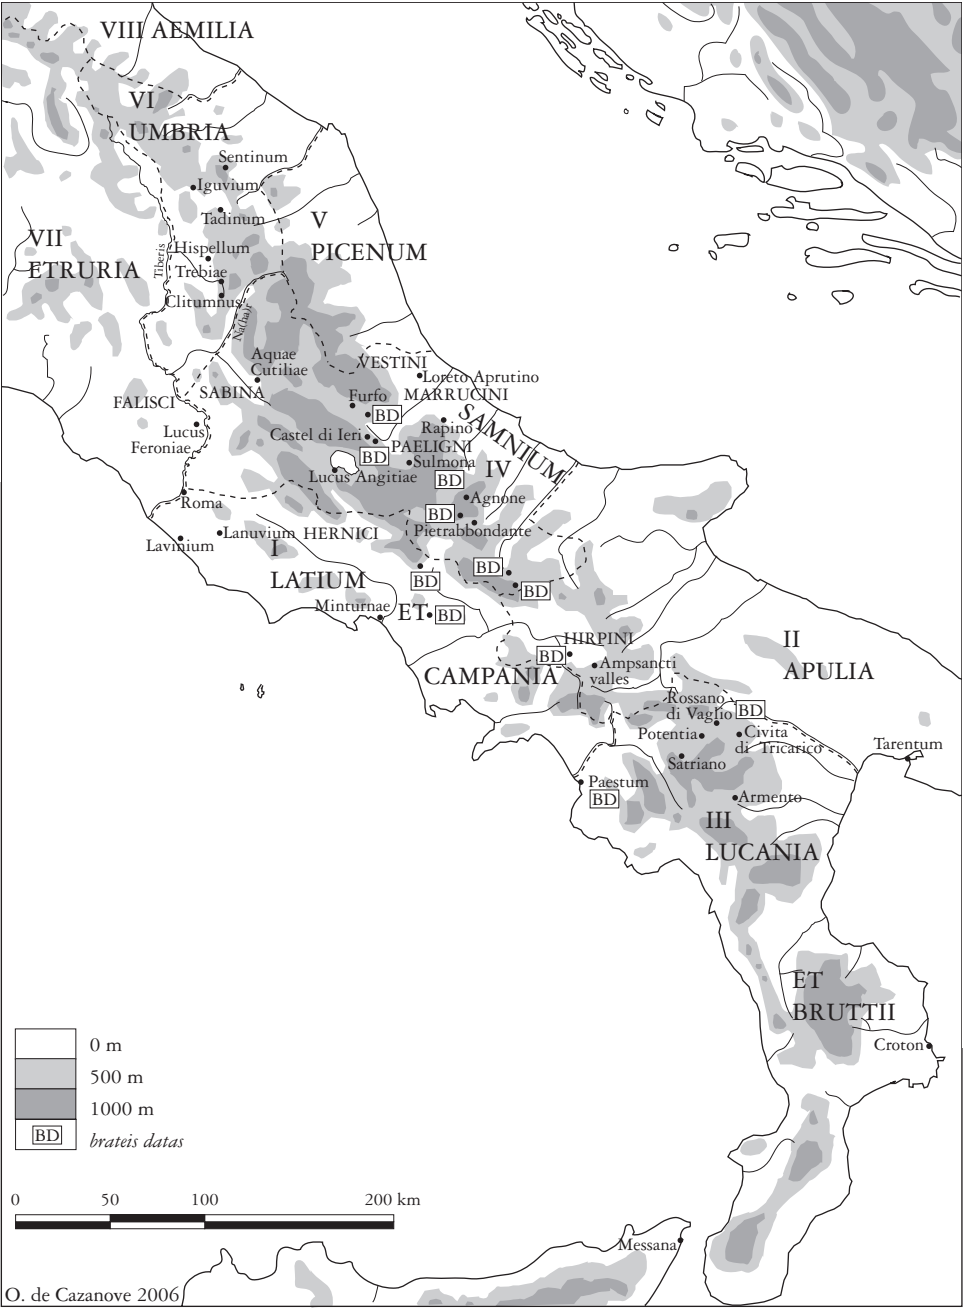 VIII AEMILIA
VI
UMBRIA
Sentinum
Iguvium
Tadinum
V
PICENUM
VII
ETRURIA
Tiberis
Hispellum
Trebiae
Clitumnus
Na(ha)r
Aquae
Cutiliae
VESTINI
Loreto Aprutino
SABINA
FALISCI
Furfo
MARRUCINI
BD
Rapino
SAMNIUM
Lucus
Feroniae
Castel di Ieri
PAELIGNI
BD
Sulmona
IV
Lucus Angitiae
BD
Agnone
Roma
BD
Pietrabbondante
Lanuvium
HERNICI
Lavinium
I
LATIUM
BD
BD
BD
Minturnae
ET
BD
HIRPINI
BD
Ampsancti
valles
CAMPANIA
II
APULIA
Rossano
di Vaglio
BD
Potentia
Civita
di Tricarico
Satriano
Tarentum
Paestum
BD
Armento
III
LUCANIA
ET
BRUTTII
Croton
0 m
500 m
1000 m
BD
brateis datas
0 50 100 200 km
Messana
O. de Cazanove 2006